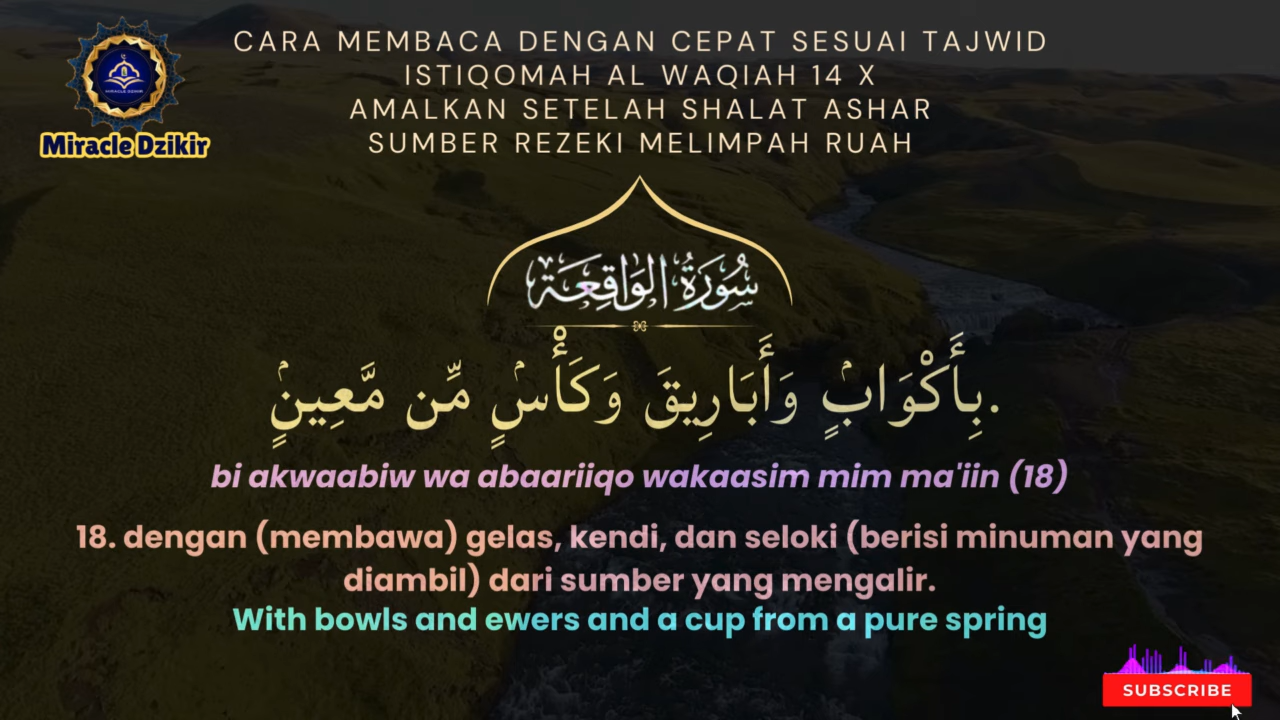 CARA MEMBACA DENGAN CEPAT SESUAI TAJWID
ISTIQOMAH AL WAQIAH 14 X
AMALKAN SETELAH SHALAT ASHAR
SUMBER REZEKI MELIMPAH RUAH
MIRACLE DZIKIR
Miracle Dzikir
سُورَةُ الوَاقِعَة
.بِأَكْوَابٍۢ وَأَبَارِيقَ وَكَأْسٍۢ مِّن مَّعِينٍۢ
bi akwaabiw wa abaariiqo wakaasim mim ma'iin (18)
18. dengan (membawa) gelas, kendi, dan seloki (berisi minuman yang
diambil) dari sumber yang mengalir.
With bowls and ewers and a cup from a pure spring
SUBSCRIBE